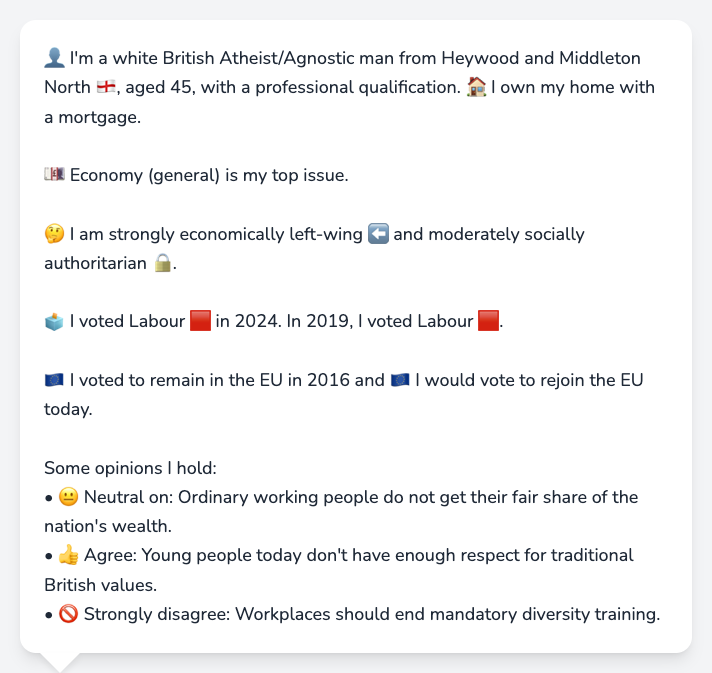 👤 I'm a white British Atheist/Agnostic man from Heywood and Middleton
North 🏴󠁧󠁢󠁥󠁮󠁧󠁿, aged 45, with a professional qualification. 🏠 I own my home with
a mortgage.
💷 Economy (general) is my top issue.
🤔 I am strongly economically left-wing ⬅️ and moderately socially
authoritarian 🔒.
🗳️ I voted Labour 🟥 in 2024. In 2019, I voted Labour 🟥.
🇪🇺 I voted to remain in the EU in 2016 and 🇪🇺 I would vote to rejoin the EU
today.
Some opinions I hold:
• 😐 Neutral on: Ordinary working people do not get their fair share of the
nation's wealth.
• 👍 Agree: Young people today don't have enough respect for traditional
British values.
• 🚫 Strongly disagree: Workplaces should end mandatory diversity training.